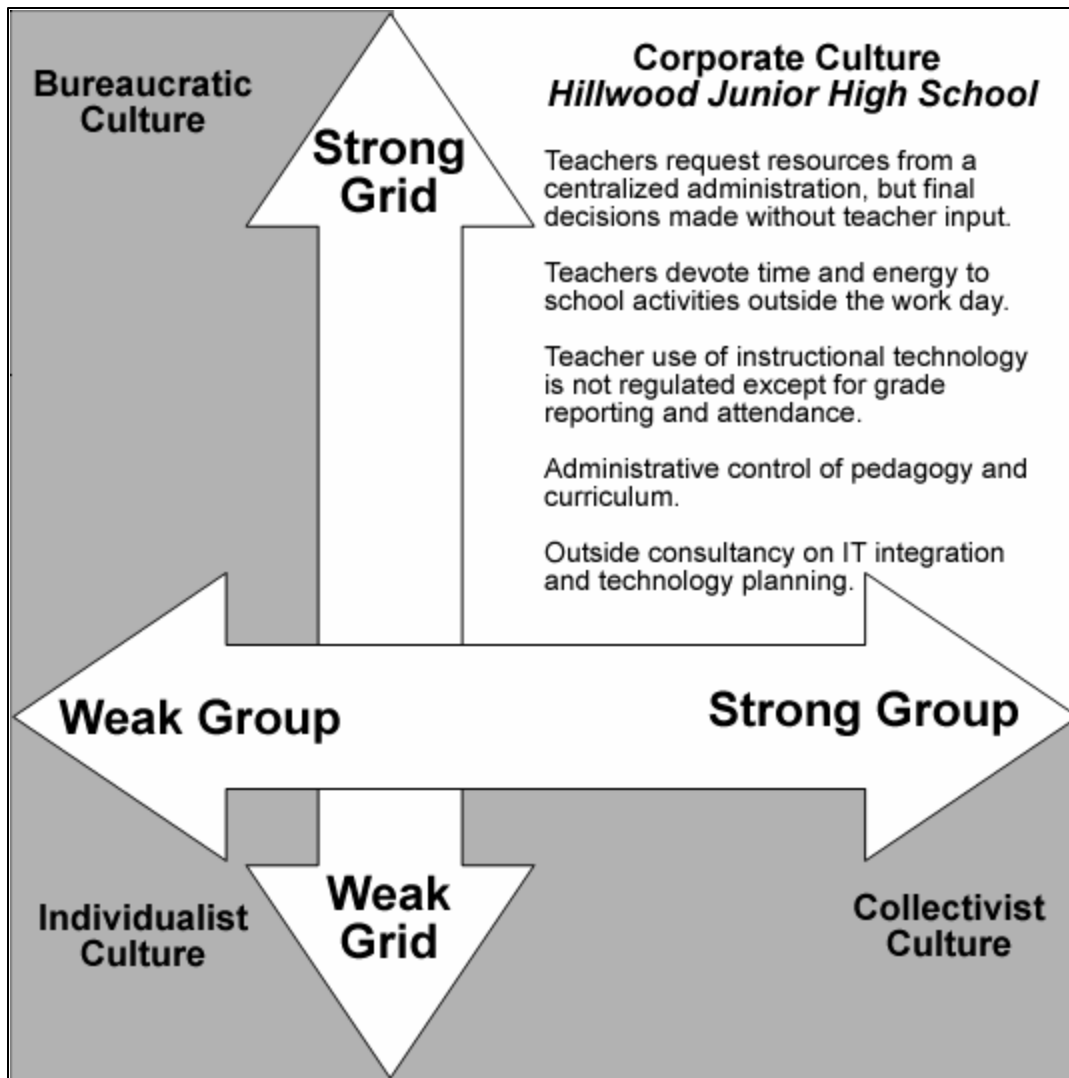 Bureaucratic
Culture
Strong
Grid
Corporate Culture
Hillwood Junior High School
Teachers request resources from a
centralized administration, but final
decisions made without teacher input.
Teachers devote time and energy to
school activities outside the work day.
Teacher use of instructional technology
is not regulated except for grade
reporting and attendance.
Administrative control of pedagogy and
curriculum.
Outside consultancy on IT integration
and technology planning.
Weak Group
Strong Group
Individualist
Culture
Weak
Grid
Collectivist
Culture